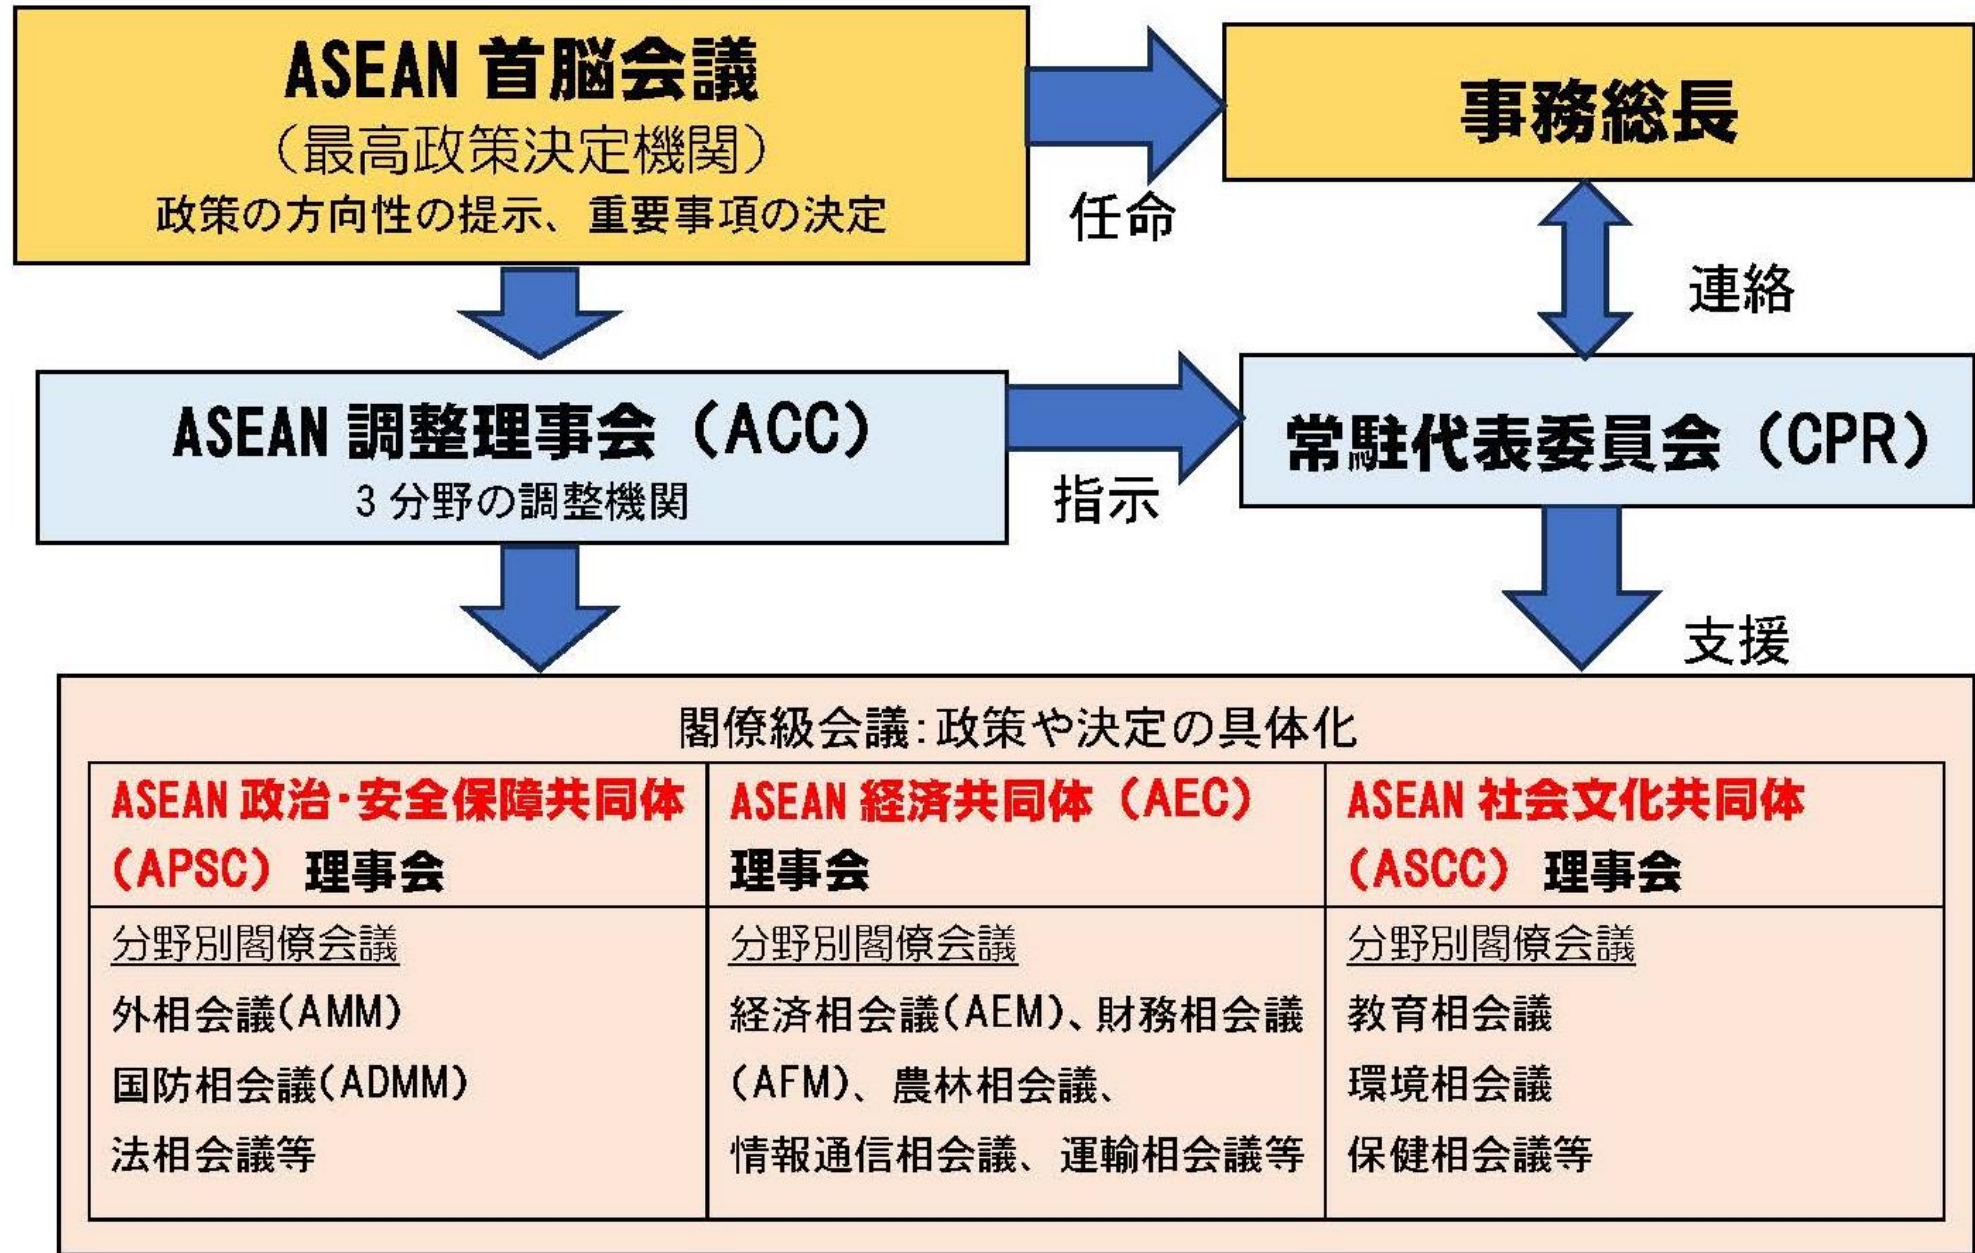 ASEAN 首脳会議
（最高政策決定機関）
政策の方向性の提示、重要事項の決定
任命
事務総長
連絡
ASEAN 調整理事会（ACC）
3 分野の調整機関
指示
常駐代表委員会（CPR）
支援
閣僚級会議:政策や決定の具体化
ASEAN 政治・安全保障共同体
（APSC）理事会
分野別閣僚会議
外相会議(AMM)
国防相会議(ADMM)
法相会議等
ASEAN 経済共同体（AEC）
理事会
分野別閣僚会議
経済相会議(AEM)、財務相会議
(AFM)、農林相会議、
情報通信相会議、運輸相会議等
ASEAN 社会文化共同体
（ASCC）理事会
分野別閣僚会議
教育相会議
環境相会議
保健相会議等